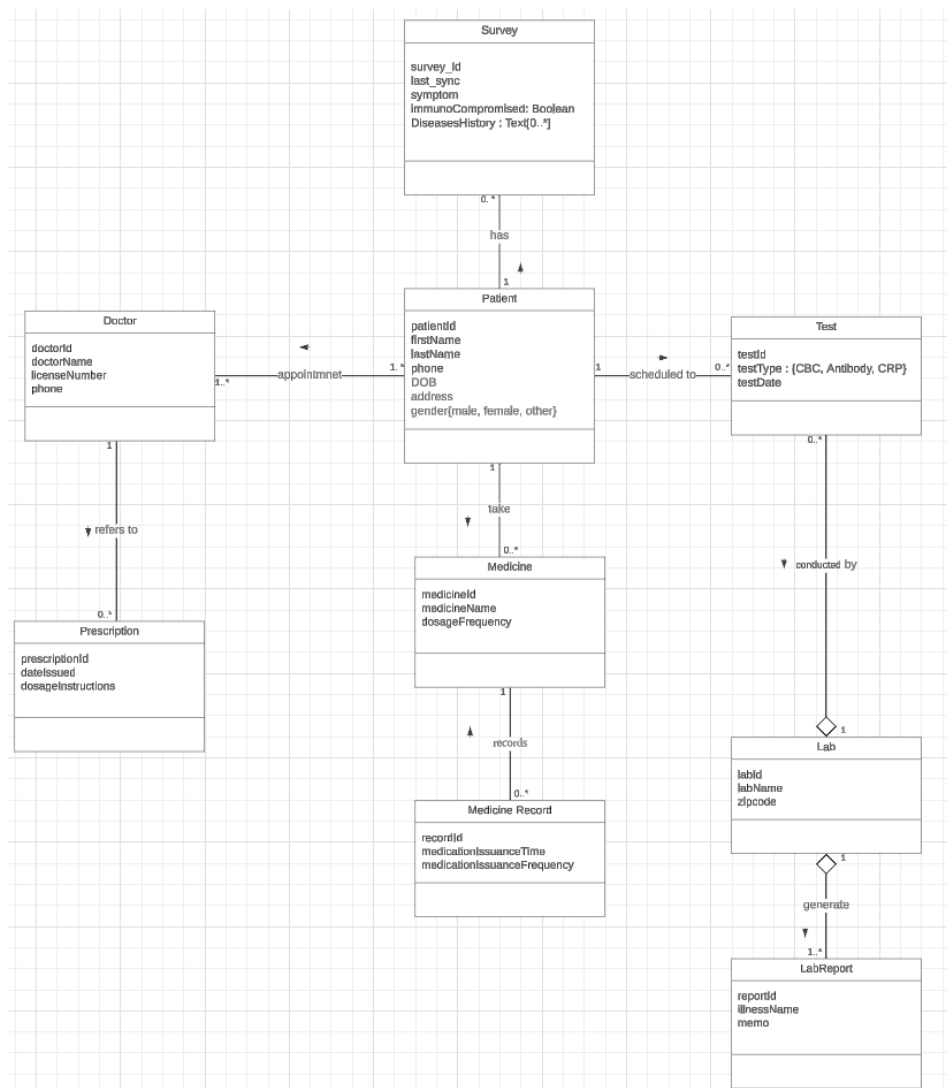 Survey
survey_id
last_sync
symptom
immunoCompromised: Boolean
DiseasesHistory : Text[0..*]
0. *
has
1
Patient
patientId
firstName
lastName
phone
DOB
address
gender{male, female, other}
Doctor
doctorId
doctorName
licenseNumber
phone
1..*
appointmnet
1. *
1
scheduled to
0..*
Test
testId
testType : {CBC, Antibody, CRP}
testDate
1
refers to
0..*
Prescription
prescriptionId
dateIssued
dosageInstructions
1
take
0..*
Medicine
medicineId
medicineName
dosageFrequency
1
records
0..*
Medicine Record
recordId
medicationIssuanceTime
medicationIssuanceFrequency
0..*
conducted by
1
Lab
labId
labName
zipcode
1
generate
1..*
LabReport
reportId
illnessName
memo